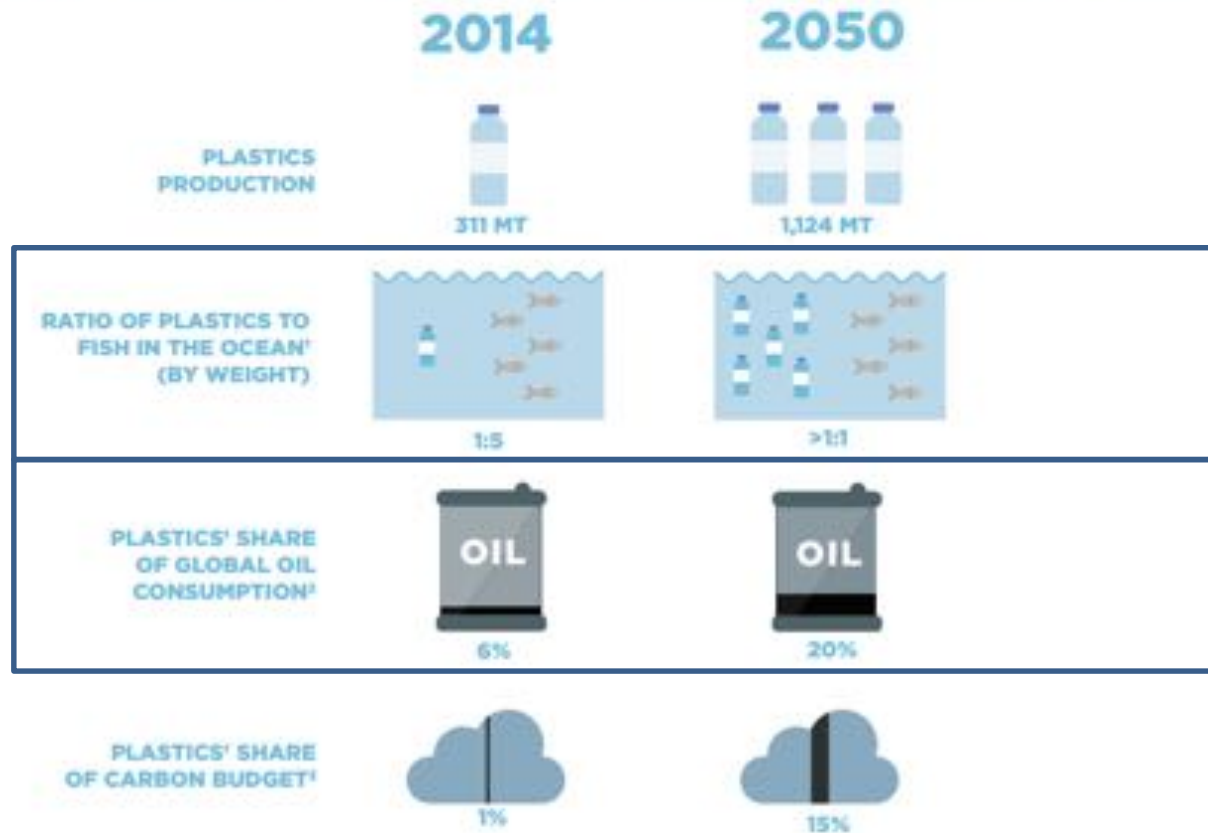 2014 2050
PLASTICS
PRODUCTION
311 MT 1,124 MT
RATIO OF PLASTICS TO
FISH IN THE OCEAN¹
(BY WEIGHT)
1:5 >1:1
PLASTICS' SHARE
OF GLOBAL OIL
CONSUMPTION²
OIL OIL
6% 20%
PLASTICS' SHARE
OF CARBON BUDGET³
1% 15%